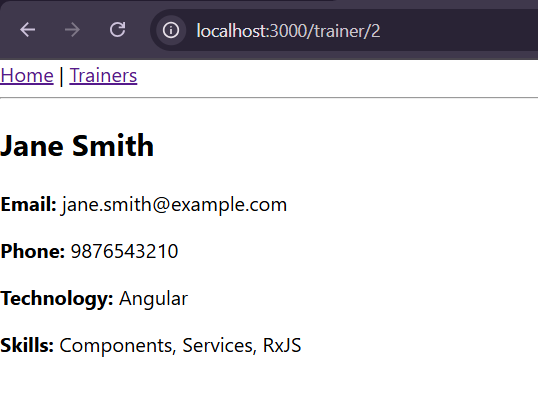 localhost:3000/trainer/2
Home | Trainers
Jane Smith
Email: jane.smith@example.com
Phone: 9876543210
Technology: Angular
Skills: Components, Services, RxJS